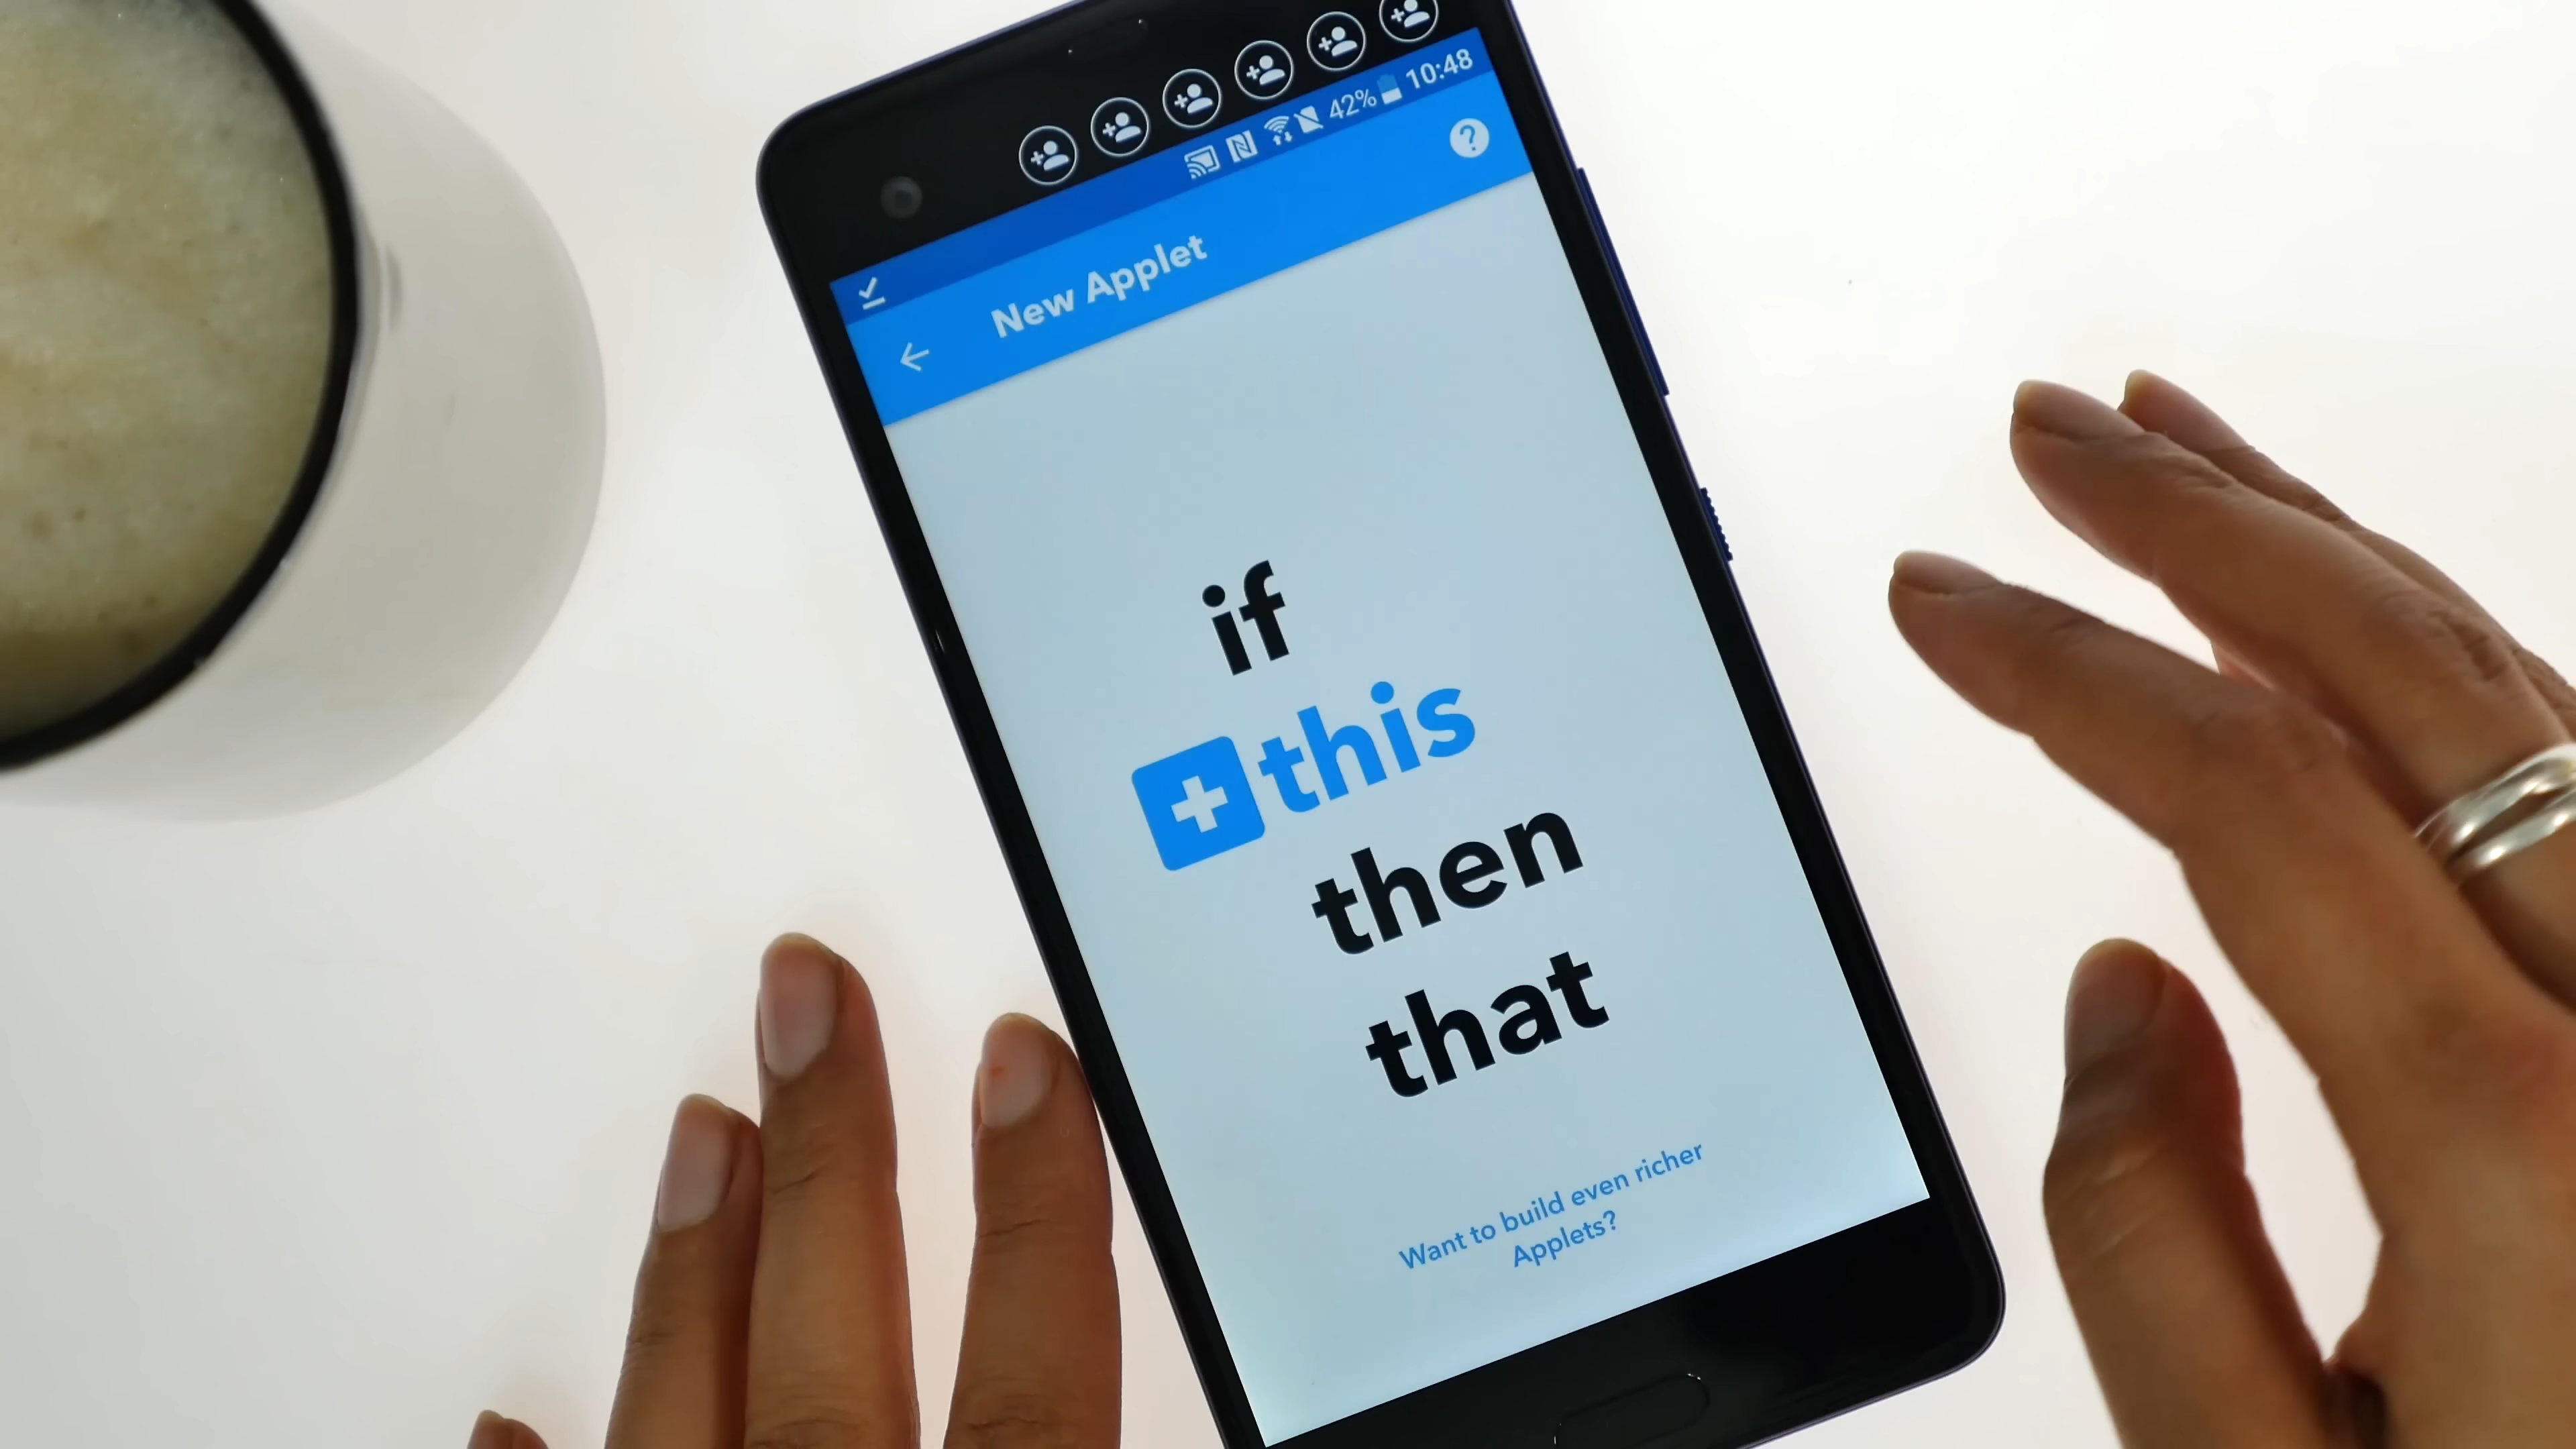 42% 10:48
New Applet
if
this
then
that
Want to build even richer
Applets?